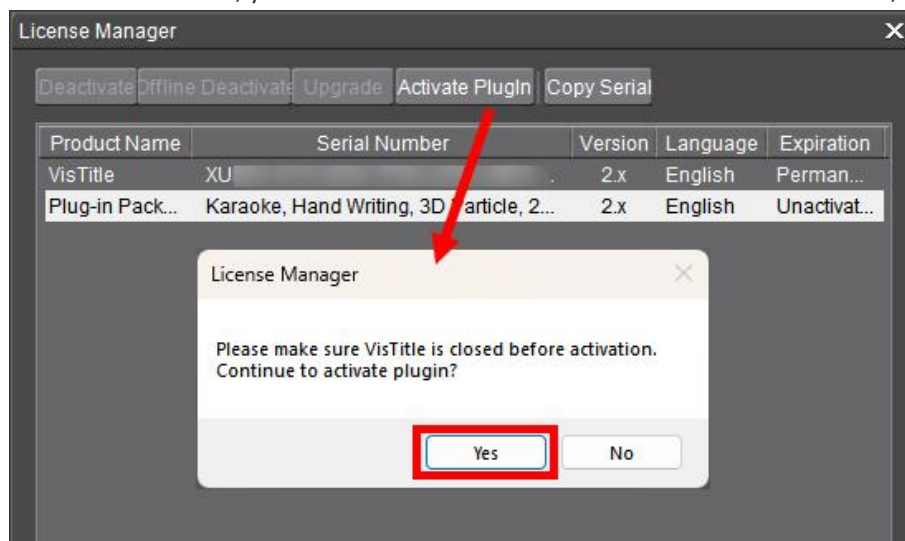 License Manager
Deactivate Offline Deactivate Upgrade Activate PlugIn Copy Serial
Product Name Serial Number Version Language Expiration
VisTitle XU . 2.x English Perman...
Plug-in Pack... Karaoke, Hand Writing, 3D Particle, 2... 2.x English Unactivat...
License Manager
Please make sure VisTitle is closed before activation.
Continue to activate plugin?
Yes No